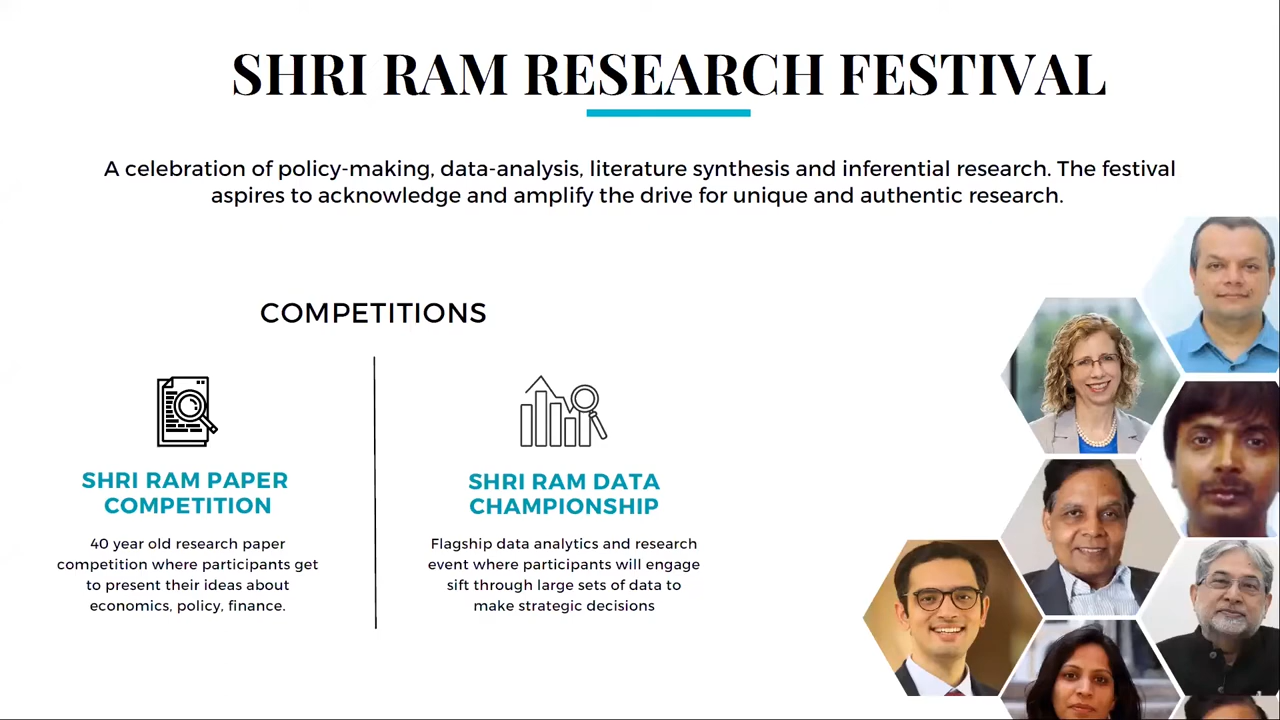 SHRI RAM RESEARCH FESTIVAL
A celebration of policy-making, data-analysis, literature synthesis and inferential research. The festival
aspires to acknowledge and amplify the drive for unique and authentic research.
COMPETITIONS
SHRI RAM PAPER
COMPETITION
40 year old research paper
competition where participants get
to present their ideas about
economics, policy, finance.
SHRI RAM DATA
CHAMPIONSHIP
Flagship data analytics and research
event where participants will engage
sift through large sets of data to
make strategic decisions